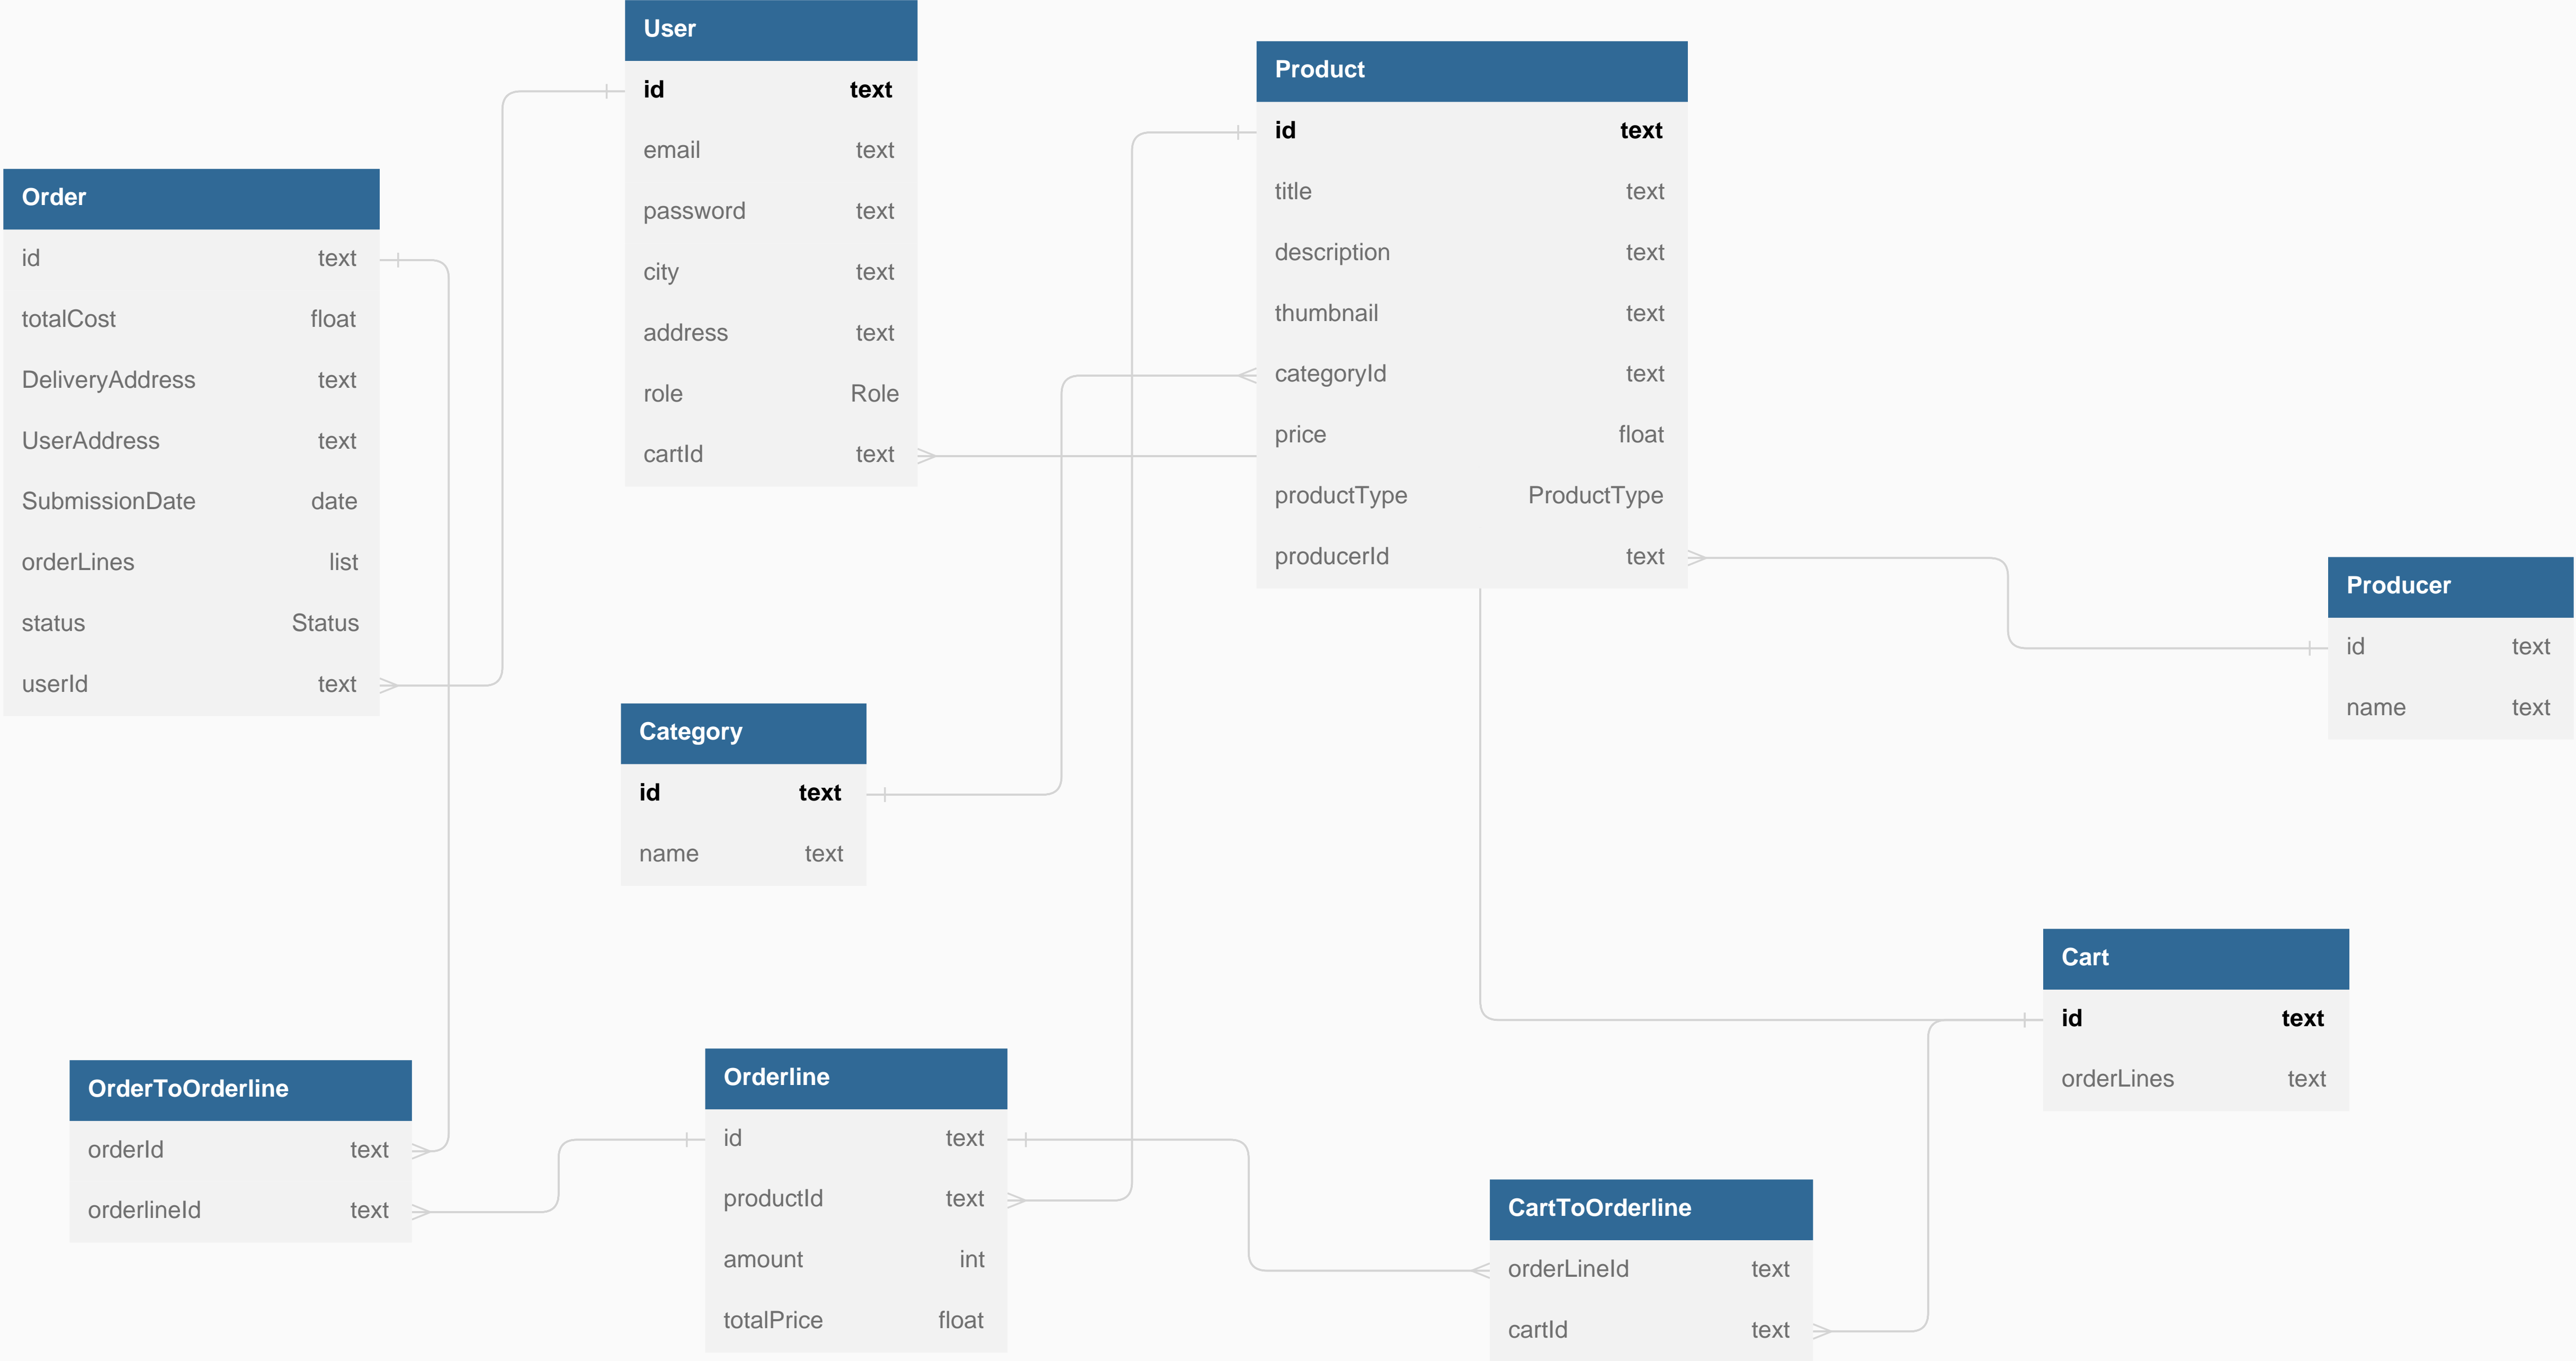 User
id text
email text
password text
city text
address text
role Role
cartId text
Product
id text
title text
description text
thumbnail text
categoryId text
price float
productType ProductType
producerId text
Order
id text
totalCost float
DeliveryAddress text
UserAddress text
SubmissionDate date
orderLines list
status Status
userId text
Producer
id text
name text
Category
id text
name text
Cart
id text
orderLines text
OrderToOrderline
orderId text
orderlineId text
Orderline
id text
productId text
amount int
totalPrice float
CartToOrderline
orderLineId text
cartId text